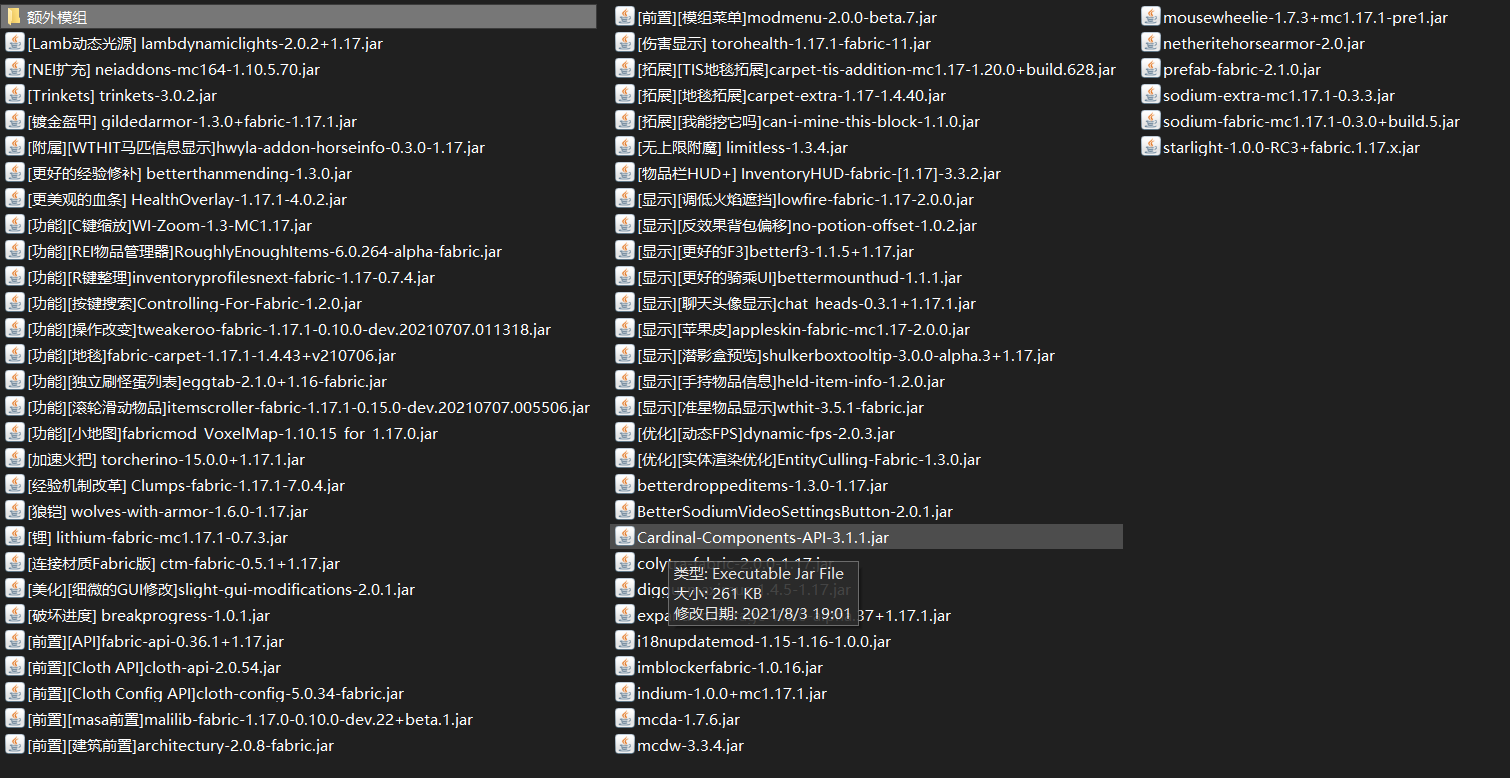 额外模组
[Lamb动态光源] lambdynamiclights-2.0.2+1.17.jar
[NEI扩充] neiaddons-mc164-1.10.5.70.jar
[Trinkets] trinkets-3.0.2.jar
[镀金盔甲] gildedarmor-1.3.0+fabric-1.17.1.jar
[附属][WTHIT马匹信息显示]hwyla-addon-horseinfo-0.3.0-1.17.jar
[更好的经验修补] betterthanmending-1.3.0.jar
[更美观的血条] HealthOverlay-1.17.1-4.0.2.jar
[功能][C键缩放]WI-Zoom-1.3-MC1.17.jar
[功能][REI物品管理器]RoughlyEnoughItems-6.0.264-alpha-fabric.jar
[功能][R键整理]inventoryprofilesnext-fabric-1.17-0.7.4.jar
[功能][按键搜索]Controlling-For-Fabric-1.2.0.jar
[功能][操作改变]tweakeroo-fabric-1.17.1-0.10.0-dev.20210707.011318.jar
[功能][地毯]fabric-carpet-1.17.1-1.4.43+v210706.jar
[功能][独立刷怪蛋列表]eggtab-2.1.0+1.16-fabric.jar
[功能][滚轮滑动物品]itemscroller-fabric-1.17.1-0.15.0-dev.20210707.005506.jar
[功能][小地图]fabricmod_VoxelMap-1.10.15_for_1.17.0.jar
[加速火把] torcherino-15.0.0+1.17.1.jar
[经验机制改革] Clumps-fabric-1.17.1-7.0.4.jar
[狼铠] wolves-with-armor-1.6.0-1.17.jar
[锂] lithium-fabric-mc1.17.1-0.7.3.jar
[连接材质Fabric版] ctm-fabric-0.5.1+1.17.jar
[美化][细微的GUI修改]slight-gui-modifications-2.0.1.jar
[破坏进度] breakprogress-1.0.1.jar
[前置][API]fabric-api-0.36.1+1.17.jar
[前置][Cloth API]cloth-api-2.0.54.jar
[前置][Cloth Config API]cloth-config-5.0.34-fabric.jar
[前置][masa前置]malilib-fabric-1.17.0-0.10.0-dev.22+beta.1.jar
[前置][建筑前置]architectury-2.0.8-fabric.jar
[前置][模组菜单]modmenu-2.0.0-beta.7.jar
[伤害显示] torohealth-1.17.1-fabric-11.jar
[拓展][TIS地毯拓展]carpet-tis-addition-mc1.17-1.20.0+build.628.jar
[拓展][地毯拓展]carpet-extra-1.17-1.4.40.jar
[拓展][我能挖它吗]can-i-mine-this-block-1.1.0.jar
[无上限附魔] limitless-1.3.4.jar
[物品栏HUD+] InventoryHUD-fabric-[1.17]-3.3.2.jar
[显示][调低火焰遮挡]lowfire-fabric-1.17-2.0.0.jar
[显示][反效果背包偏移]no-potion-offset-1.0.2.jar
[显示][更好的F3]betterf3-1.1.5+1.17.jar
[显示][更好的骑乘UI]bettermounthud-1.1.1.jar
[显示][聊天头像显示]chat_heads-0.3.1+1.17.1.jar
[显示][苹果皮]appleskin-fabric-mc1.17-2.0.0.jar
[显示][潜影盒预览]shulkerboxtooltip-3.0.0-alpha.3+1.17.jar
[显示][手持物品信息]held-item-info-1.2.0.jar
[显示][准星物品显示]wthit-3.5.1-fabric.jar
[优化][动态FPS]dynamic-fps-2.0.3.jar
[优化][实体渲染优化]EntityCulling-Fabric-1.3.0.jar
betterdroppeditems-1.3.0-1.17.jar
BetterSodiumVideoSettingsButton-2.0.1.jar
Cardinal-Components-API-3.1.1.jar
colytra-fabric-2.0.0-1.17.jar
类型: Executable Jar File
大小: 261 KB
修改日期: 2021/8/3 19:01
37+1.17.1.jar
i18nupdatemod-1.15-1.16-1.0.0.jar
imblockerfabric-1.0.16.jar
indium-1.0.0+mc1.17.1.jar
mcda-1.7.6.jar
mcdw-3.3.4.jar
mousewheelie-1.7.3+mc1.17.1-pre1.jar
netheritehorsearmor-2.0.jar
prefab-fabric-2.1.0.jar
sodium-extra-mc1.17.1-0.3.3.jar
sodium-fabric-mc1.17.1-0.3.0+build.5.jar
starlight-1.0.0-RC3+fabric.1.17.x.jar